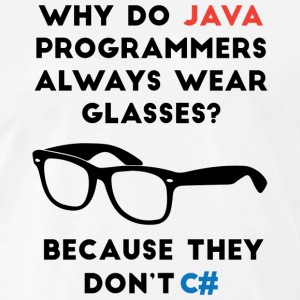 WHY DO JAVA
PROGRAMMERS
ALWAYS WEAR
GLASSES?
BECAUSE THEY
DON'T C#